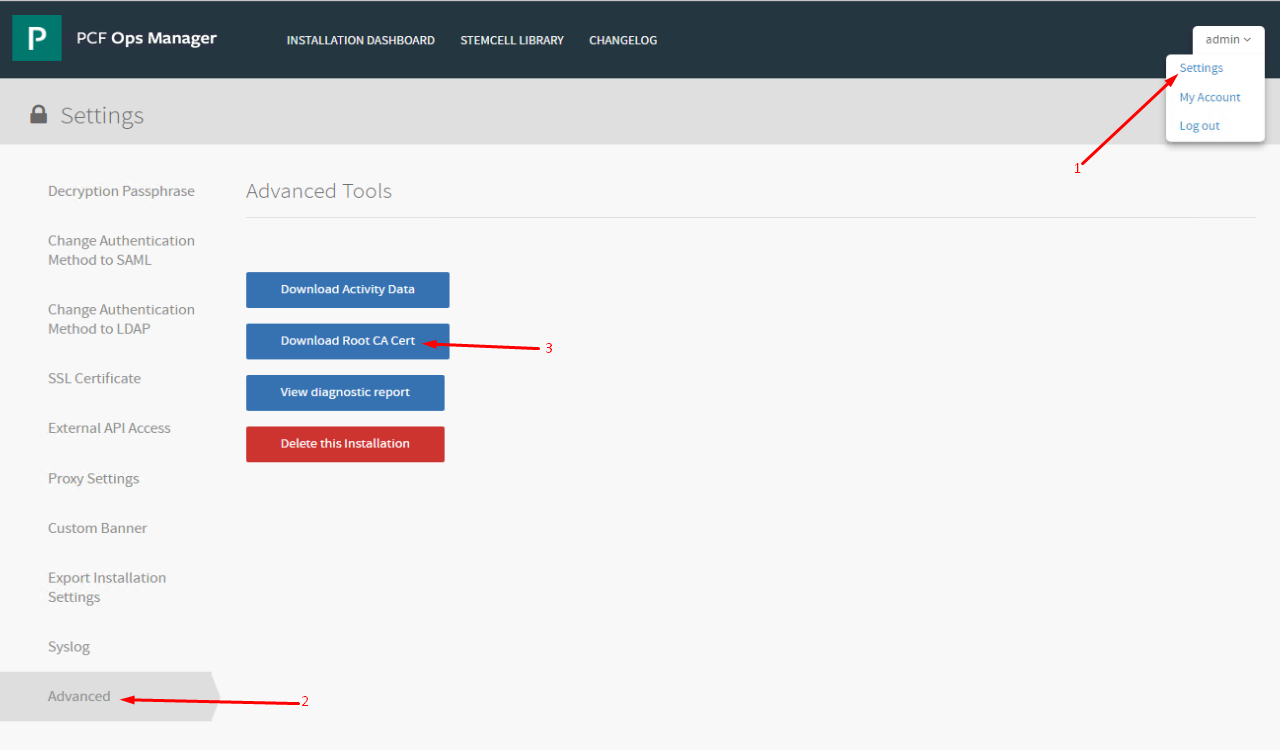 P
PCF Ops Manager
INSTALLATION DASHBOARD
STEMCELL LIBRARY
CHANGELOG
admin
Settings
My Account
Log out
1
Settings
Decryption Passphrase
Change Authentication
Method to SAML
Change Authentication
Method to LDAP
SSL Certificate
External API Access
Proxy Settings
Custom Banner
Export Installation
Settings
Syslog
Advanced
2
Advanced Tools
Download Activity Data
Download Root CA Cert
3
View diagnostic report
Delete this Installation